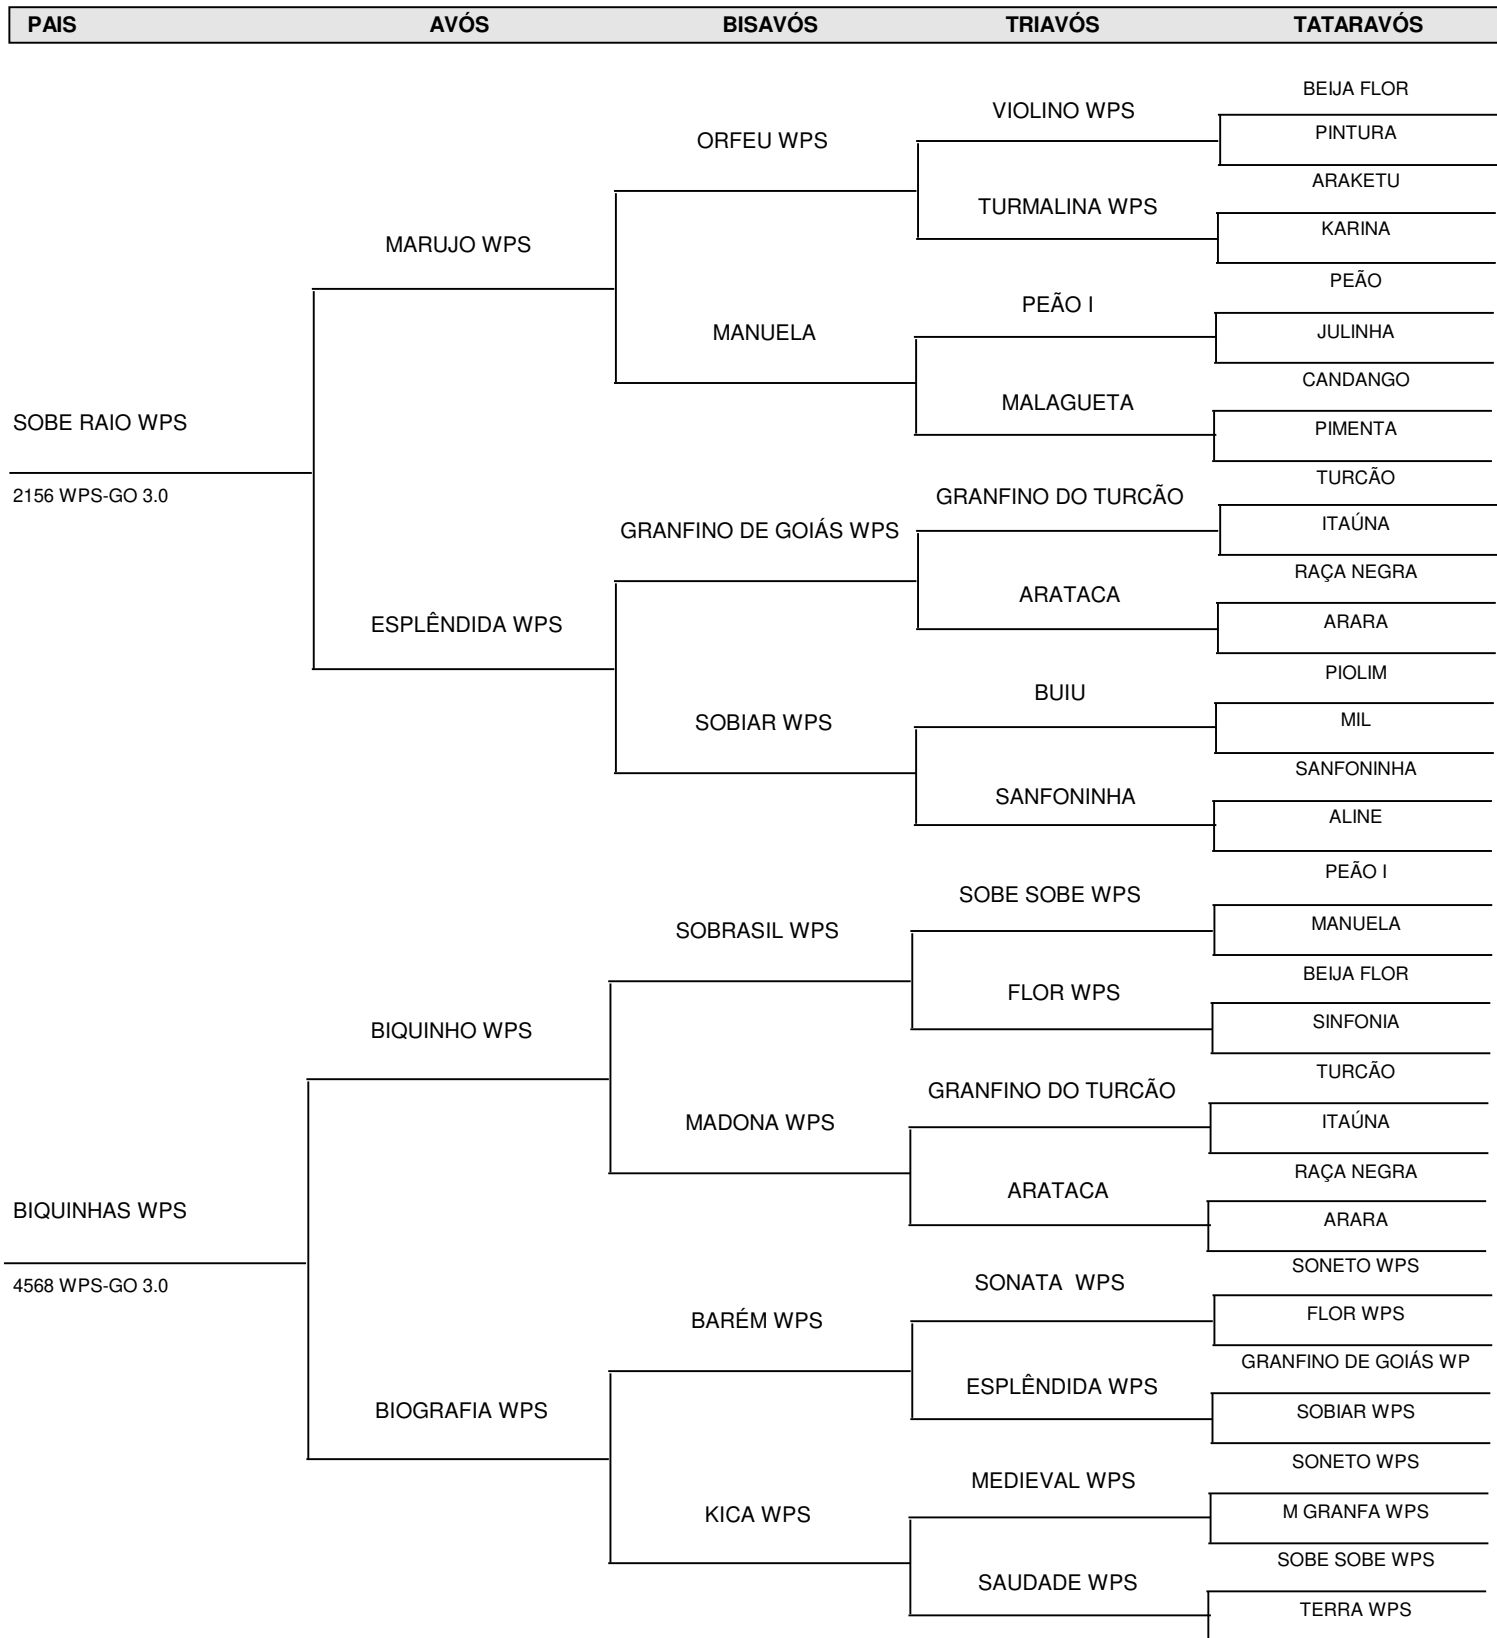 PAIS AVÓS BISAVÓS TRIAVÓS TATARAVÓS
BEIJA FLOR
VIOLINO WPS
PINTURA
ORFEU WPS
ARAKETU
TURMALINA WPS
KARINA
MARUJO WPS
PEÃO
PEÃO I
JULINHA
MANUELA
CANDANGO
MALAGUETA
PIMENTA
SOBE RAIO WPS
2156 WPS-GO 3.0
TURCÃO
GRANFINO DO TURCÃO
ITAÚNA
GRANFINO DE GOIÁS WPS
RAÇA NEGRA
ARATACA
ARARA
ESPLÊNDIDA WPS
PIOLIM
BUIU
MIL
SOBIAR WPS
SANFONINHA
SANFONINHA
ALINE
PEÃO I
SOBE SOBE WPS
MANUELA
SOBRASIL WPS
BEIJA FLOR
FLOR WPS
SINFONIA
BIQUINHO WPS
TURCÃO
GRANFINO DO TURCÃO
ITAÚNA
MADONA WPS
RAÇA NEGRA
ARATACA
ARARA
BIQUINHAS WPS
4568 WPS-GO 3.0
SONETO WPS
SONATA WPS
FLOR WPS
BARÉM WPS
GRANFINO DE GOIÁS WP
ESPLÊNDIDA WPS
SOBIAR WPS
BIOGRAFIA WPS
SONETO WPS
MEDIEVAL WPS
M GRANFA WPS
KICA WPS
SOBE SOBE WPS
SAUDADE WPS
TERRA WPS